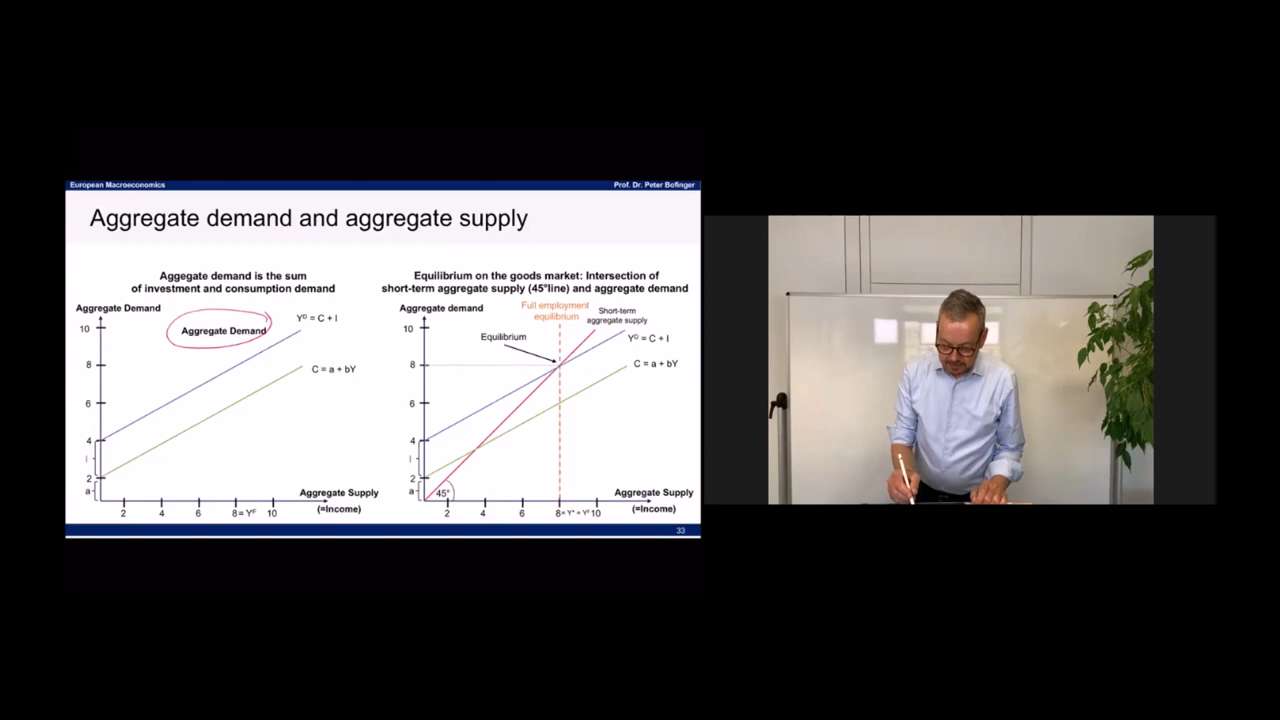 European Macroeconomics
Prof. Dr. Peter Bofinger
Aggregate demand and aggregate supply
Aggegate demand is the sum
of investment and consumption demand
Aggregate Demand
Aggregate Demand
Yᴰ = C + I
C = a + bY
10
8
6
4
I
2
a
2
4
6
8= Yᶠ
10
Aggregate Supply
(=Income)
Equilibrium on the goods market: Intersection of
short-term aggregate supply (45°line) and aggregate demand
Aggregate demand
Full employment
equilibrium
Short-term
aggregate supply
Equilibrium
Yᴰ = C + I
C = a + bY
10
8
6
4
I
2
a
45°
2
4
6
8= Y* = Yᶠ
10
Aggregate Supply
(=Income)
33